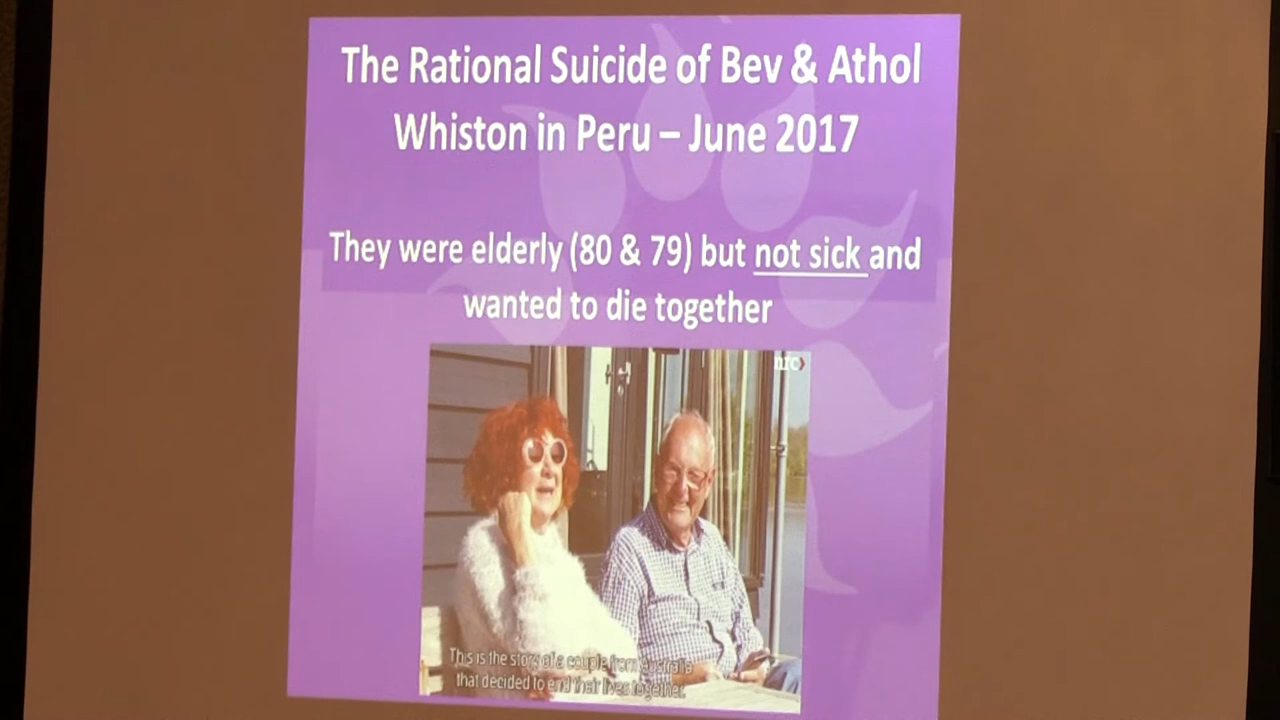 The Rational Suicide of Bev & Athol
Whiston in Peru – June 2017
They were elderly (80 & 79) but not sick and
wanted to die together
nrc>
This is the story of a couple from Australia
that decided to end their lives together.